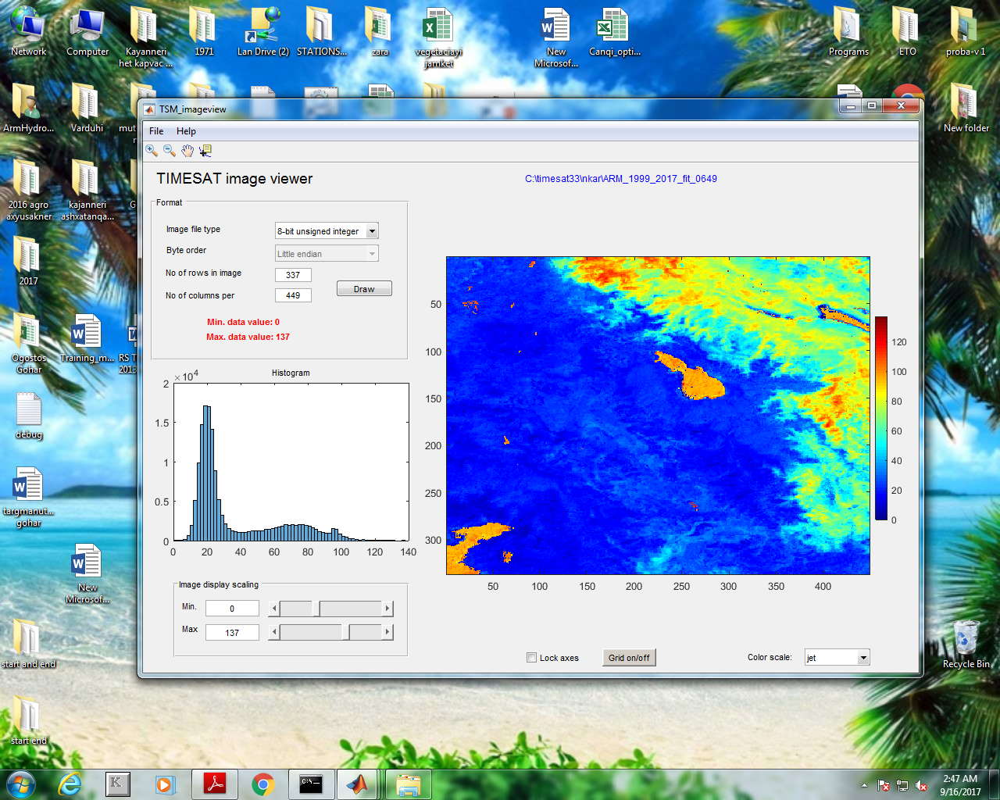 Network
Computer
Kayanneri
het kapvac ...
1971
Lan Drive (2)
STATIONS...
zara
vegetaciayi
jamket
New
Microsof...
Canqi_opti...
Programs
ETO
proba-v.1
ArmHydro...
Varduhi
mut
New folder
2016 agro
axyusakner
kajanneri
ashxatanqa...
G
2017
Ogostos
Gohar
Training_m...
RS T
2013
debug
targmanut...
gohar
New
Microsof...
start and end
start end
Recycle Bin
TSM_imageview
File
Help
TIMESAT image viewer
C:\timesat33\nkar\ARM_1999_2017_fit_0649
Format
Image file type
8-bit unsigned integer
Byte order
Little endian
No of rows in image
337
No of columns per
449
Draw
Min. data value: 0
Max. data value: 137
Histogram
× 10⁴
2
1.5
1
0.5
0
0 20 40 60 80 100 120 140
50
100
150
200
250
300
50 100 150 200 250 300 350 400
120
100
80
60
40
20
0
Image display scaling
Min.
0
Max
137
Lock axes
Grid on/off
Color scale:
jet
K
C:\
2:47 AM
9/16/2017